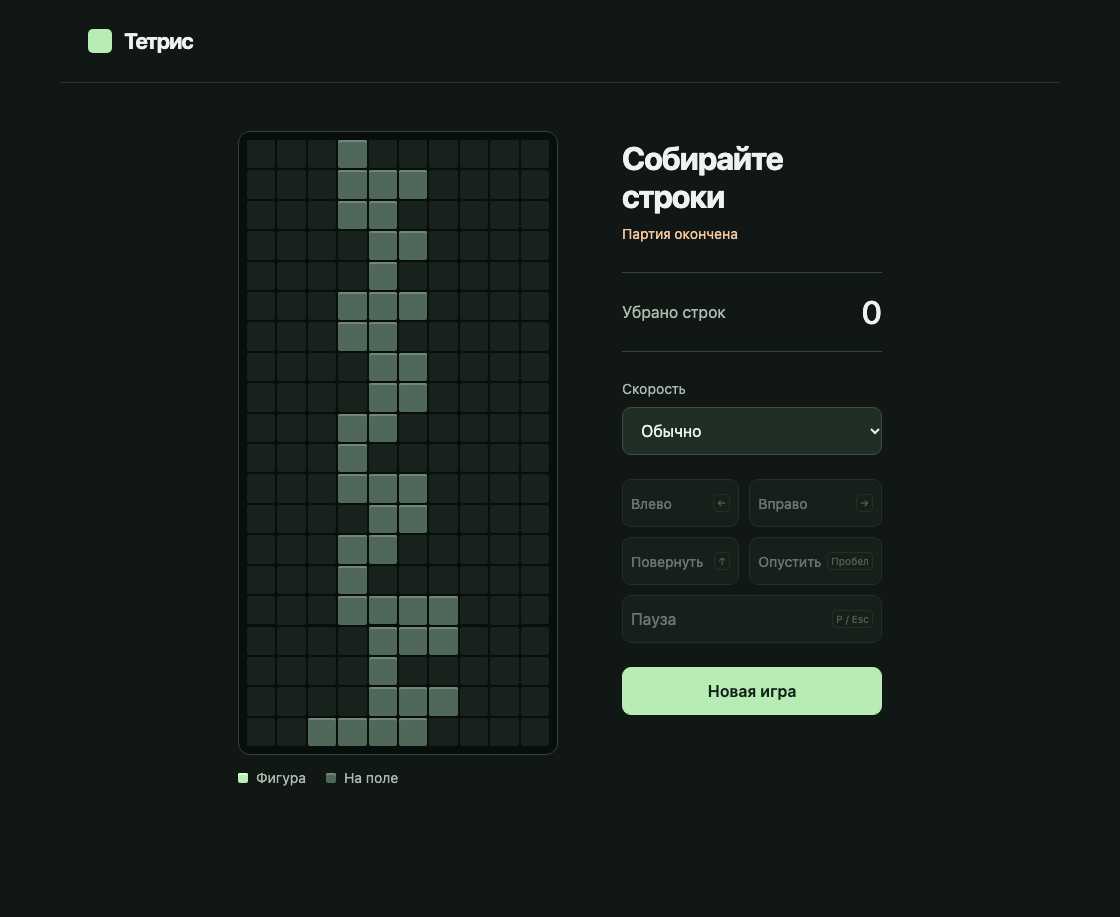 Тетрис
Собирайте
строки
Партия окончена
Убрано строк 0
Скорость
Обычно
Влево ← Вправо →
Повернуть ↑ Опустить Пробел
Пауза P / Esc
Новая игра
Фигура На поле